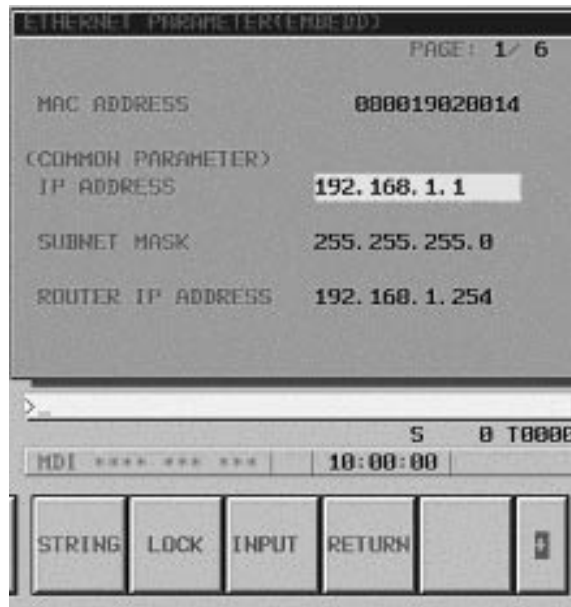 ETHERNET PARAMETER(EMBEDD)
PAGE: 1/ 6
MAC ADDRESS 080019020014
(COMMON PARAMETER)
IP ADDRESS 192.168.1.1
SUBNET MASK 255.255.255.0
ROUTER IP ADDRESS 192.168.1.254
>_
S 0 T0000
MDI **** *** *** 10:00:00
STRING LOCK INPUT RETURN +